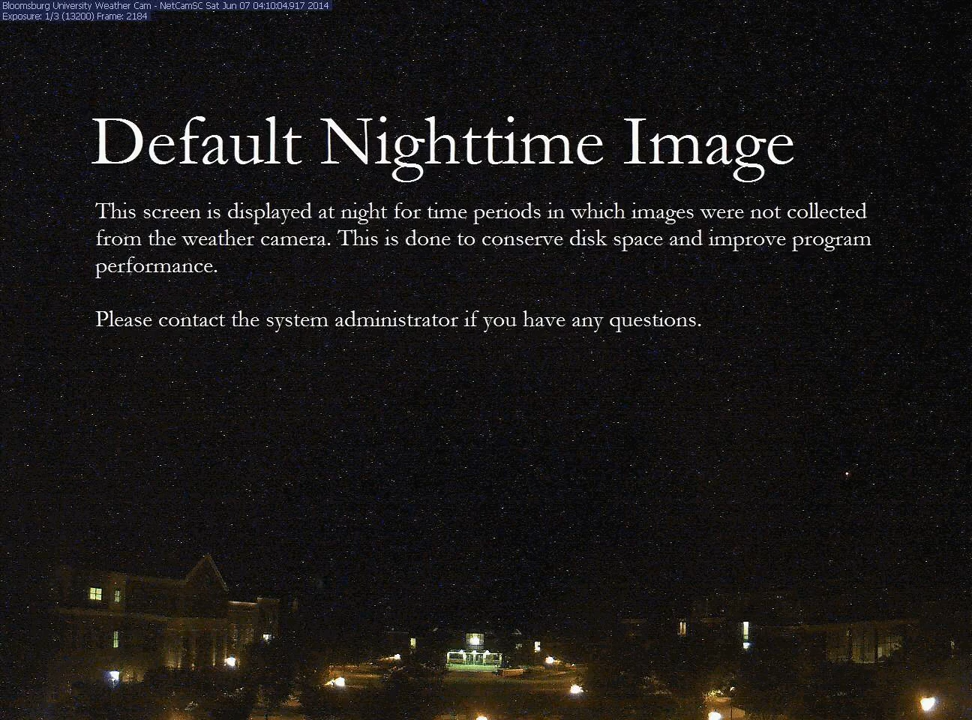 Bloomsburg University Weather Cam - NetCamSC Sat Jun 07 04:10:04.917 2014
Exposure: 1/3 (13200) Frame: 2184
Default Nighttime Image
This screen is displayed at night for time periods in which images were not collected
from the weather camera. This is done to conserve disk space and improve program
performance.
Please contact the system administrator if you have any questions.